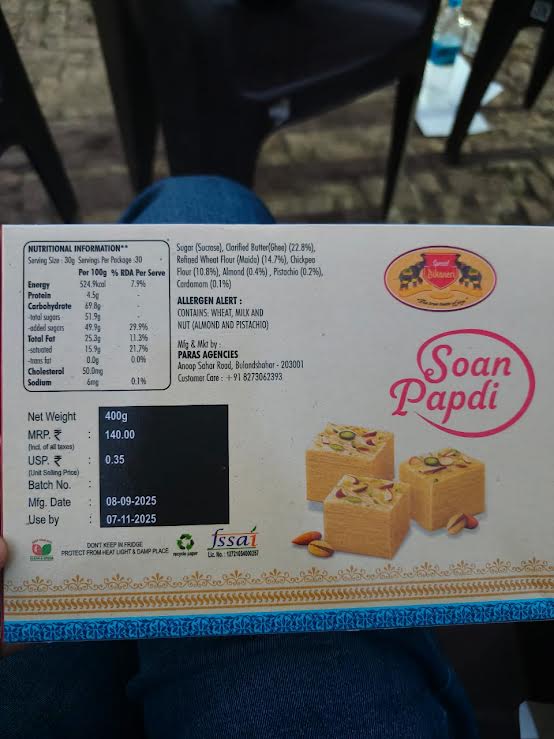 NUTRITIONAL INFORMATION**
Serving Size : 30g Servings Per Package :30
Per 100g % RDA Per Serve
Energy 524.9kcal 7.9%
Protein 4.5g
Carbohydrate 69.8g
-total sugars 51.9g
-added sugars 49.9g 29.9%
Total Fat 25.3g 11.3%
-saturated 15.9g 21.7%
-trans fat 0.0g 0.0%
Cholesterol 50.0mg
Sodium 6mg 0.1%
Sugar (Sucrose), Clarified Butter(Ghee) (22.8%),
Refined Wheat Flour (Maida) (14.7%), Chickpea
Flour (10.8%), Almond (0.4%) , Pistachio (0.2%),
Cardamom (0.1%)
ALLERGEN ALERT :
CONTAINS: WHEAT, MILK AND
NUT (ALMOND AND PISTACHIO)
Mfg & Mkt by :
PARAS AGENCIES
Anoop Sahar Road, Bulandshahar - 203001
Customer Care : +91 8273062393
Special
Bikaneri
Soan
Papdi
Net Weight : 400g
MRP. ₹ : 140.00
(Incl. of all taxes)
USP. ₹ : 0.35
(Unit Selling Price)
Batch No. :
Mfg. Date : 08-09-2025
Use by : 07-11-2025
DON'T KEEP IN FRIDGE
PROTECT FROM HEAT LIGHT & DAMP PLACE
recycle paper
fssai
Lic. No. : 12721054000257